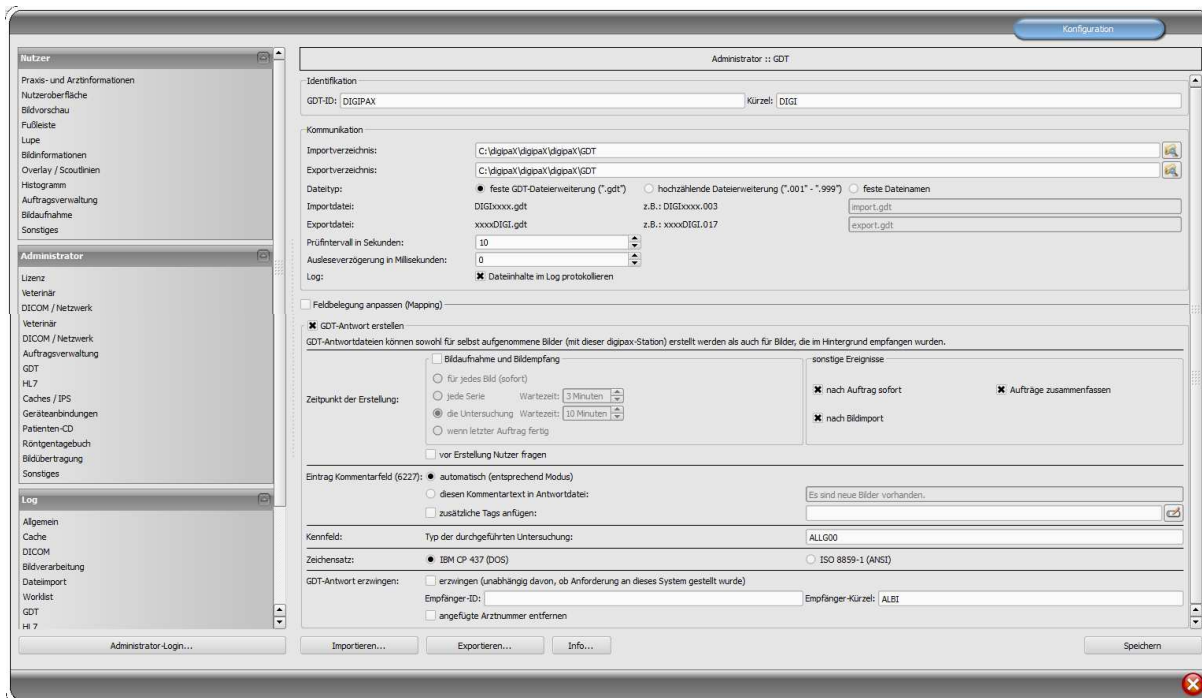 Konfiguration
Nutzer
Praxis- und Arztinformationen
Nutzeroberfläche
Bildvorschau
Fußleiste
Lupe
Bildinformationen
Overlay / Scoutlinien
Histogramm
Auftragsverwaltung
Bildaufnahme
Sonstiges
Administrator
Lizenz
Veterinär
DICOM / Netzwerk
Veterinär
DICOM / Netzwerk
Auftragsverwaltung
GDT
HL7
Caches / IPS
Geräteanbindungen
Patienten-CD
Röntgentagebuch
Bildübertragung
Sonstiges
Log
Allgemein
Cache
DICOM
Bildverarbeitung
Dateiimport
Worklist
GDT
HL7
Administrator-Login...
Administrator :: GDT
Identifikation
GDT-ID: DIGIPAX Kürzel: DIGI
Kommunikation
Importverzeichnis: C:\digipaX\digipaX\digipaX\GDT
Exportverzeichnis: C:\digipaX\digipaX\digipaX\GDT
Dateityp: feste GDT-Dateierweiterung (".gdt") hochzählende Dateierweiterung (".001" - ".999") feste Dateinamen
Importdatei: DIGIxxxx.gdt z.B.: DIGIxxxx.003 import.gdt
Exportdatei: xxxxDIGI.gdt z.B.: xxxxDIGI.017 export.gdt
Prüfintervall in Sekunden: 10
Ausleseverzögerung in Millisekunden: 0
Log: Dateiinhalte im Log protokollieren
Feldbelegung anpassen (Mapping)
GDT-Antwort erstellen
GDT-Antwortdateien können sowohl für selbst aufgenommene Bilder (mit dieser digipax-Station) erstellt werden als auch für Bilder, die im Hintergrund empfangen wurden.
Bildaufnahme und Bildempfang sonstige Ereignisse
für jedes Bild (sofort)
nach Auftrag sofort Aufträge zusammenfassen
Zeitpunkt der Erstellung: jede Serie Wartezeit: 3 Minuten
die Untersuchung Wartezeit: 10 Minuten nach Bildimport
wenn letzter Auftrag fertig
vor Erstellung Nutzer fragen
Eintrag Kommentarfeld (6227): automatisch (entsprechend Modus)
diesen Kommentartext in Antwortdatei: Es sind neue Bilder vorhanden.
zusätzliche Tags anfügen:
Kennfeld: Typ der durchgeführten Untersuchung: ALLG00
Zeichensatz: IBM CP 437 (DOS) ISO 8859-1 (ANSI)
GDT-Antwort erzwingen: erzwingen (unabhängig davon, ob Anforderung an dieses System gestellt wurde)
Empfänger-ID: Empfänger-Kürzel: ALBI
angefügte Arztnummer entfernen
Importieren... Exportieren... Info... Speichern